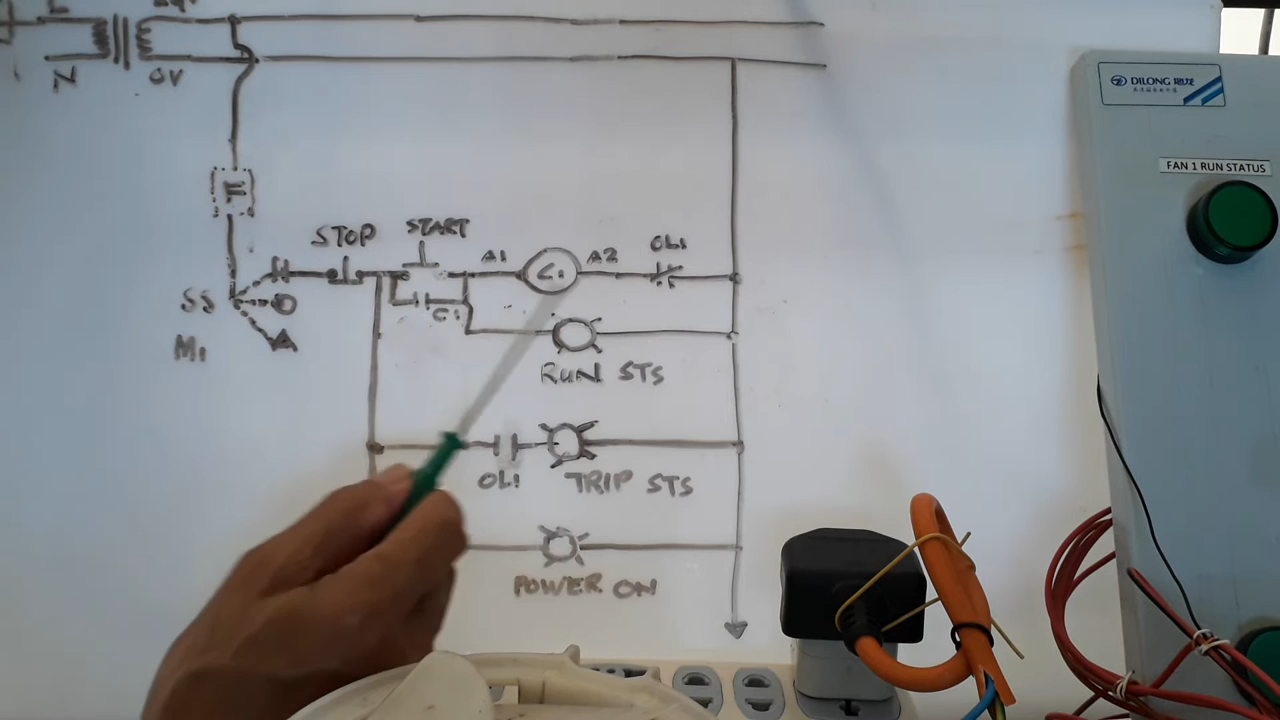 N
0V
F
STOP
START
A1
C1
A2
OL1
SS
H
O
A
M1
C1
RUN STS
OL1
TRIP STS
POWER ON
DILONG
FAN 1 RUN STATUS